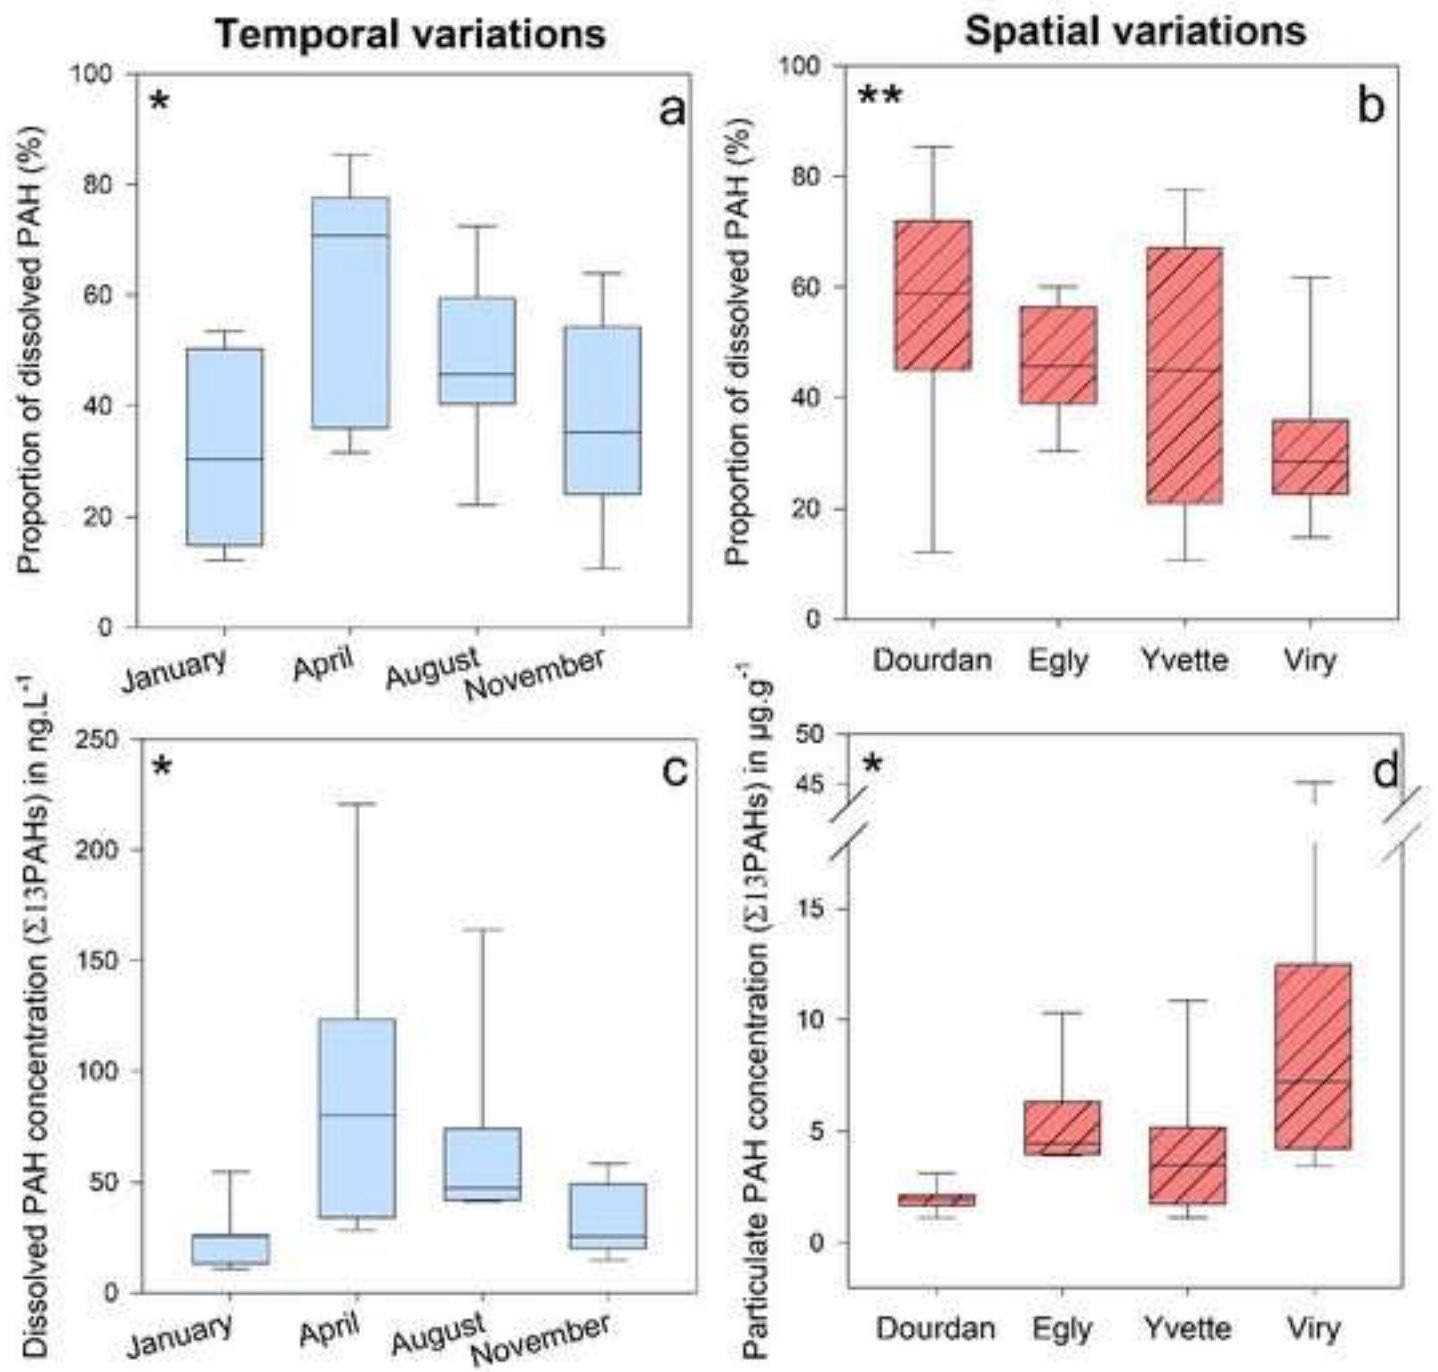 Temporal variations
Spatial variations
Proportion of dissolved PAH (%)
100
80
60
40
20
0
*
a
January
April
August
November
Proportion of dissolved PAH (%)
100
80
60
40
20
0
**
b
Dourdan
Egly
Yvette
Viry
Dissolved PAH concentration (Σ13PAHs) in ng.L-1
250
200
150
100
50
0
*
c
January
April
August
November
Particulate PAH concentration (Σ13PAHs) in µg.g-1
50
45
15
10
5
0
*
d
Dourdan
Egly
Yvette
Viry